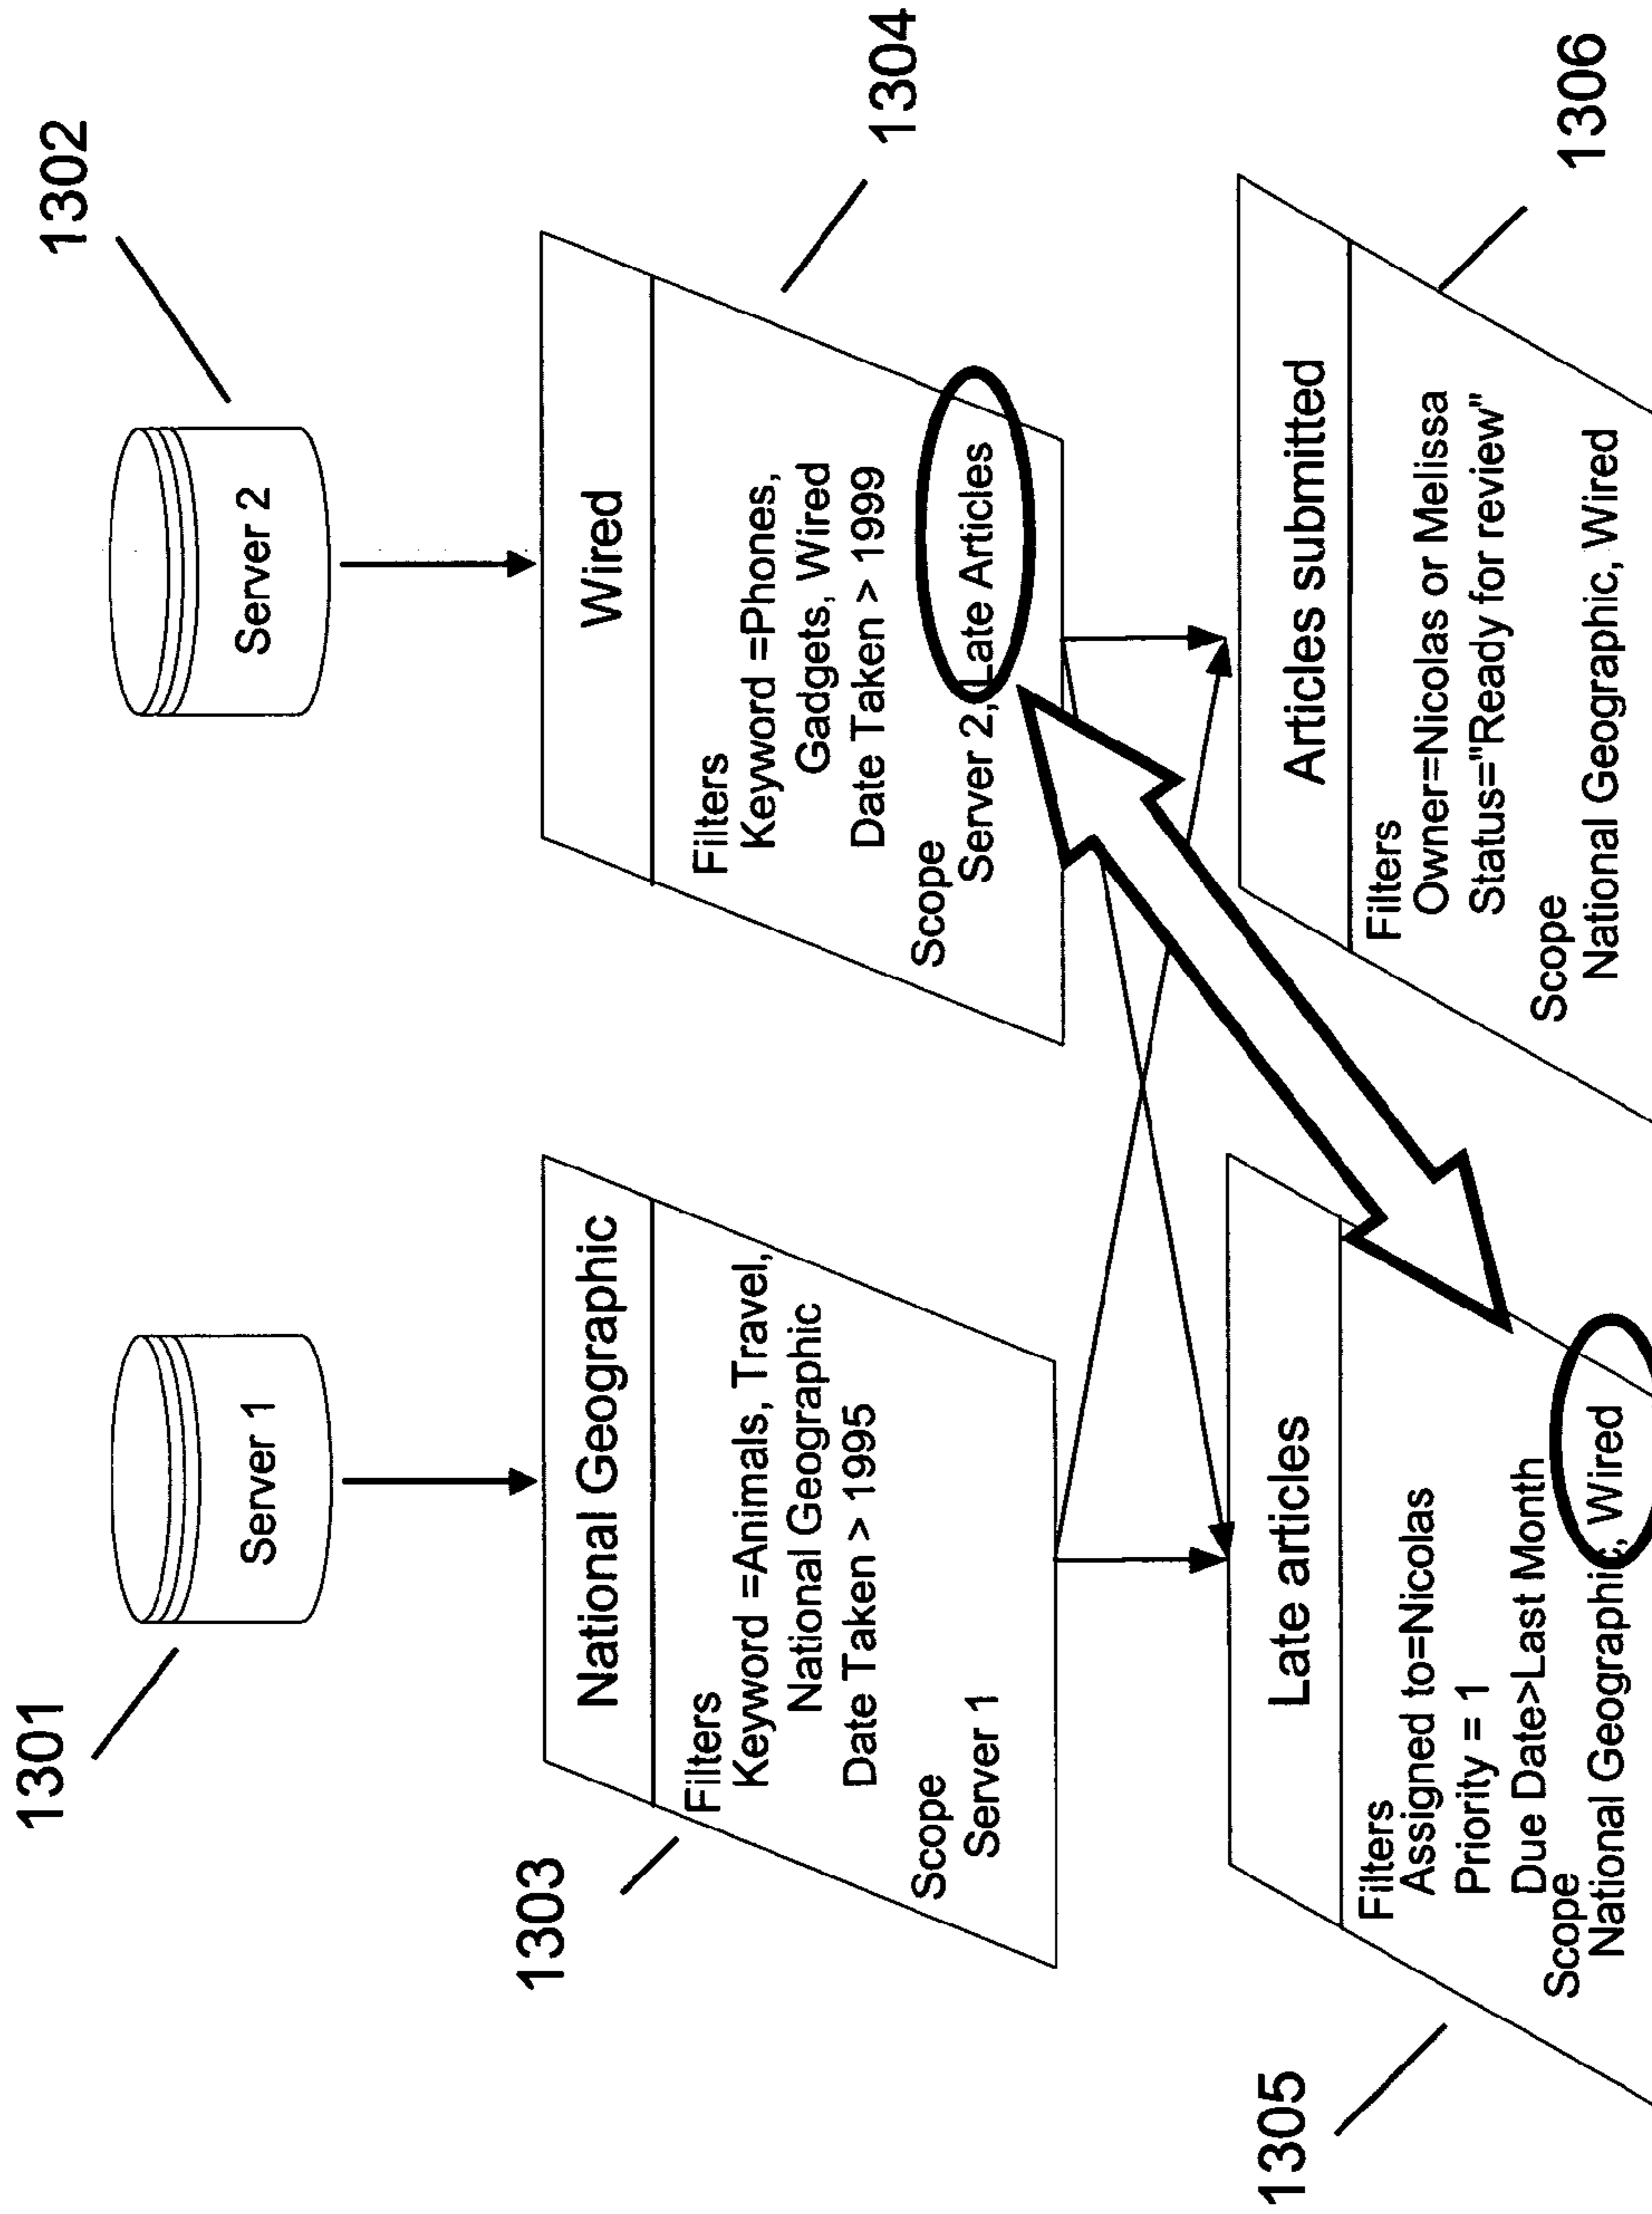 1301
1302
Server 1
Server 2
1303
National Geographic
Filters
Keyword =Animals, Travel,
National Geographic
Date Taken > 1995
Scope
Server 1
Wired
Filters
Keyword =Phones,
Gadgets, Wired
Date Taken > 1999
Scope
Server 2, Late Articles
1304
1305
Late articles
Filters
Assigned to=Nicolas
Priority = 1
Due Date>Last Month
Scope
National Geographic, Wired
Articles submitted
Filters
Owner=Nicolas or Melissa
Status="Ready for review"
Scope
National Geographic, Wired
1306